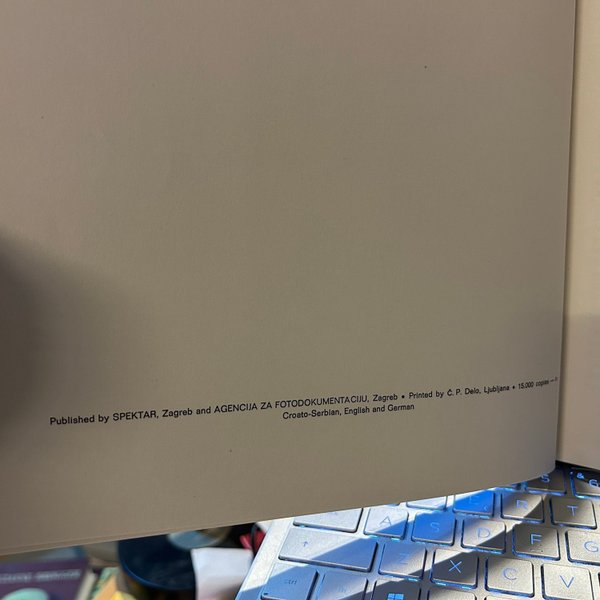 Published by SPEKTAR, Zagreb and AGENCIJA ZA FOTODOKUMENTACIJU, Zagreb • Printed by Č. P. Delo, Ljubljana • 15.000 copies —
Croato-Serbian, English and German
&
S
E
R
T
A
S
D
F
G
Z
X
C
V
ctrl